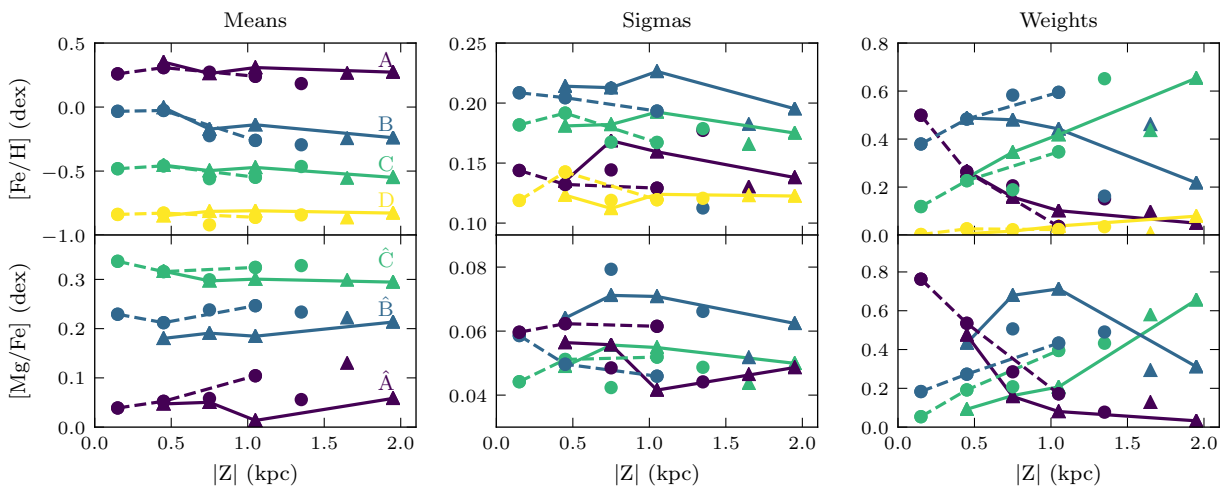 Means Sigmas Weights
0.5 0.25 0.8
A
[Fe/H] (dex)
0.0 0.20 0.6
B
0.4
−0.5 C 0.15
0.2
D
0.10
−1.0 0.0
Ĉ 0.08 0.8
[Mg/Fe] (dex)
0.3
B̂ 0.6
0.2 0.06
0.4
0.1 Â
0.04 0.2
0.0 0.0
0.0 0.5 1.0 1.5 2.0 0.0 0.5 1.0 1.5 2.0 0.0 0.5 1.0 1.5 2.0
|Z| (kpc) |Z| (kpc) |Z| (kpc)